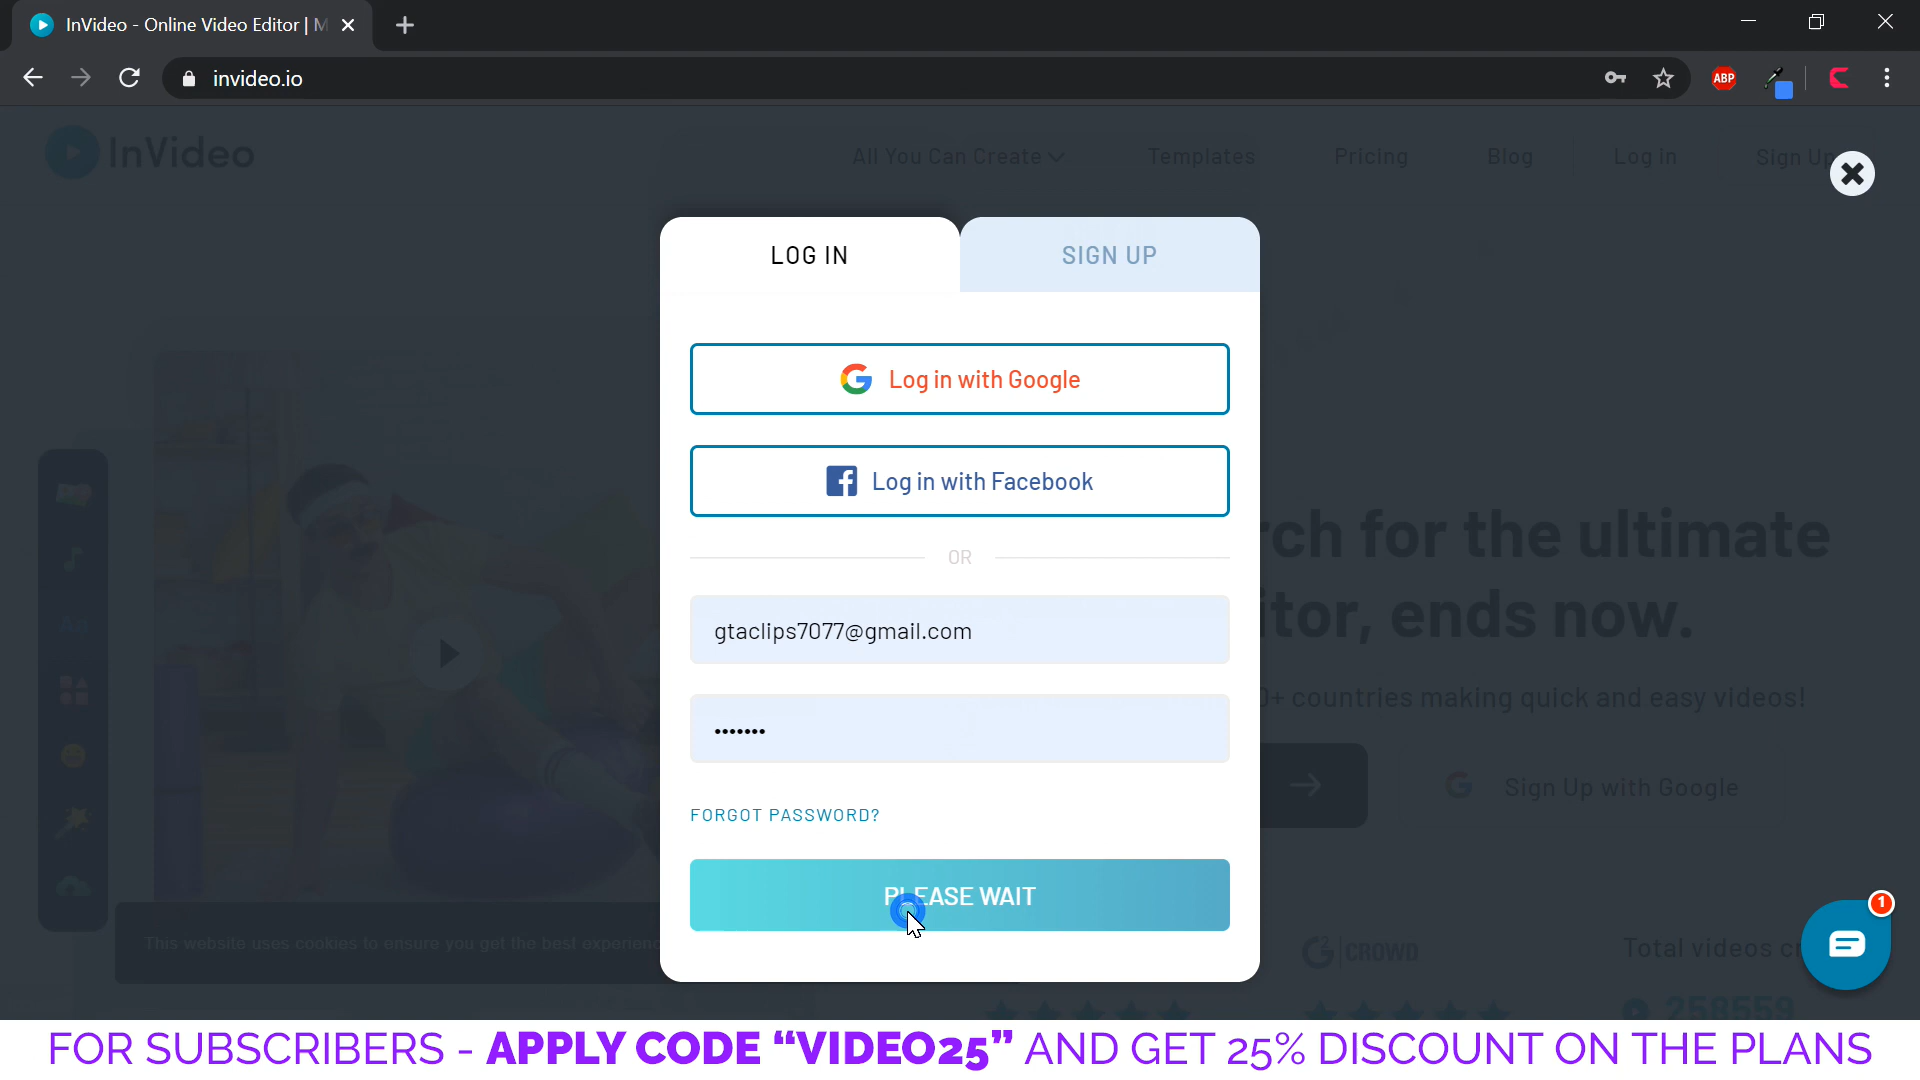 InVideo - Online Video Editor | M
invideo.io
ABP
InVideo
All You Can Create
Templates
Pricing
Blog
Log in
Sign Up
LOG IN
SIGN UP
Log in with Google
Log in with Facebook
OR
gtaclips7077@gmail.com
•••••••
FORGOT PASSWORD?
PLEASE WAIT
rch for the ultimate
itor, ends now.
0+ countries making quick and easy videos!
Sign Up with Google
This website uses cookies to ensure you get the best experienc
G2 | CROWD
Total videos cr
258559
1
FOR SUBSCRIBERS - APPLY CODE “VIDEO25” AND GET 25% DISCOUNT ON THE PLANS